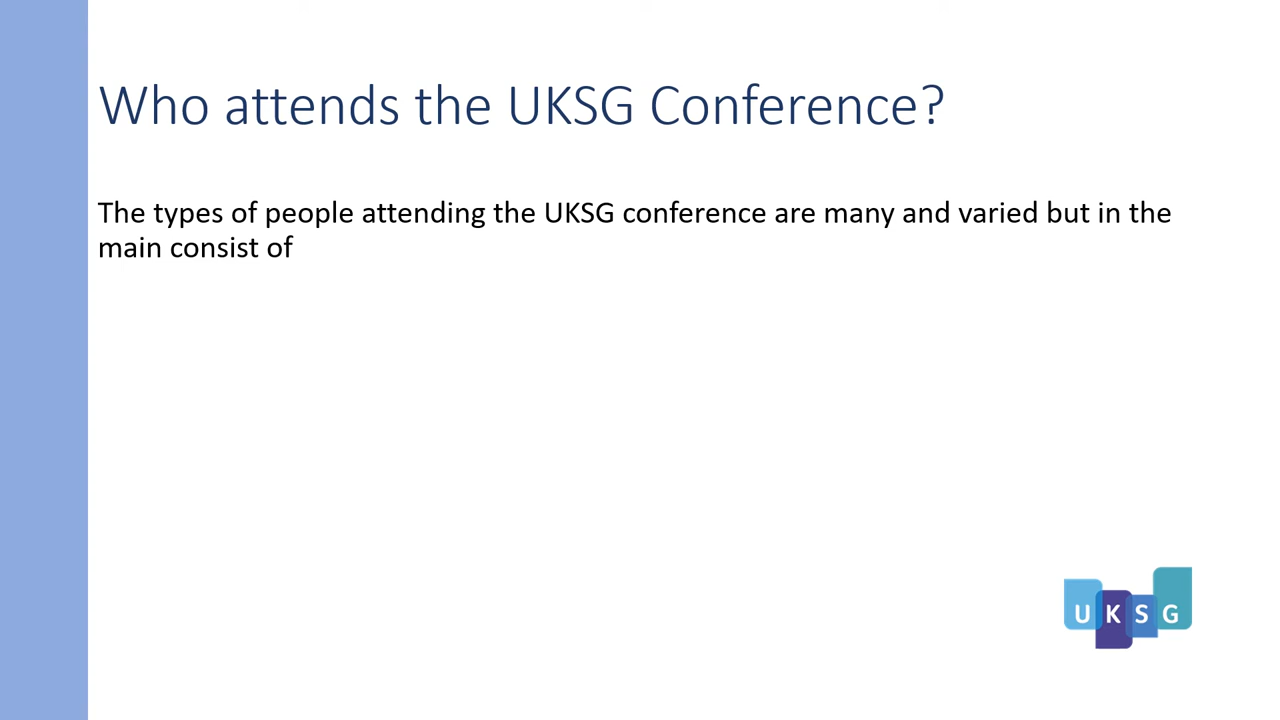 Who attends the UKSG Conference?
The types of people attending the UKSG conference are many and varied but in the
main consist of
UKSG